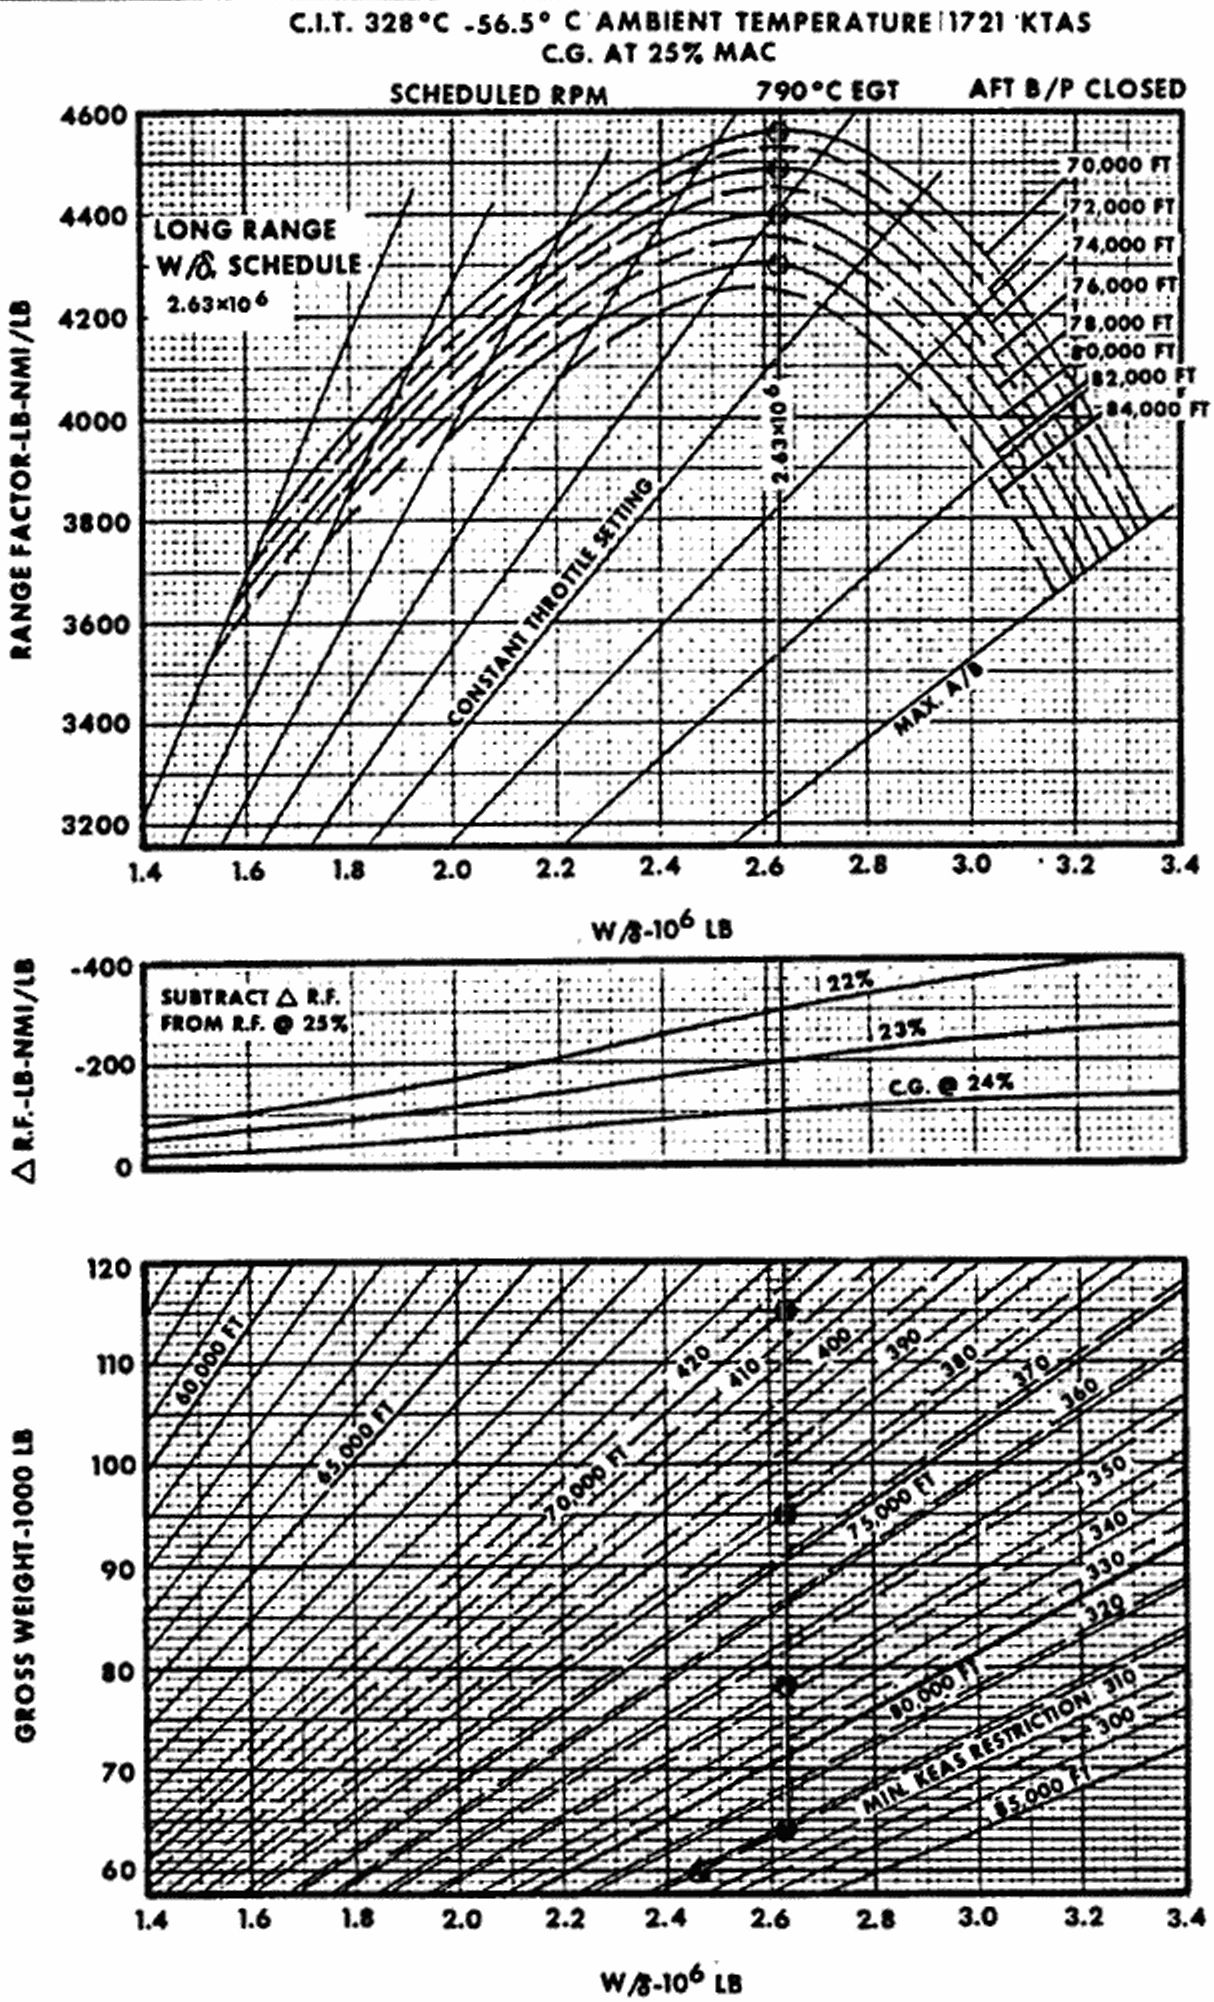 C.I.T. 328°C -56.5° C AMBIENT TEMPERATURE 1721 KTAS
C.G. AT 25% MAC
SCHEDULED RPM 790°C EGT AFT B/P CLOSED
RANGE FACTOR-LB-NMI/LB
4600
4400
4200
4000
3800
3600
3400
3200
LONG RANGE
W/δ SCHEDULE
2.63×10⁶
70,000 FT
72,000 FT
74,000 FT
76,000 FT
78,000 FT
80,000 FT
82,000 FT
84,000 FT
2.63×10⁶
CONSTANT THROTTLE SETTING
MAX. A/B
1.4 1.6 1.8 2.0 2.2 2.4 2.6 2.8 3.0 3.2 3.4
W/δ-10⁶ LB
△ R.F.-LB-NMI/LB
-400
-200
0
SUBTRACT △ R.F.
FROM R.F. @ 25%
22%
23%
C.G. @ 24%
GROSS WEIGHT-1000 LB
120
110
100
90
80
70
60
60,000 FT
65,000 FT
70,000 FT
75,000 FT
80,000 FT
85,000 FT
420
410
400
390
380
370
360
350
340
330
320
MIN. KEAS RESTRICTION: 310
300
1.4 1.6 1.8 2.0 2.2 2.4 2.6 2.8 3.0 3.2 3.4
W/δ-10⁶ LB